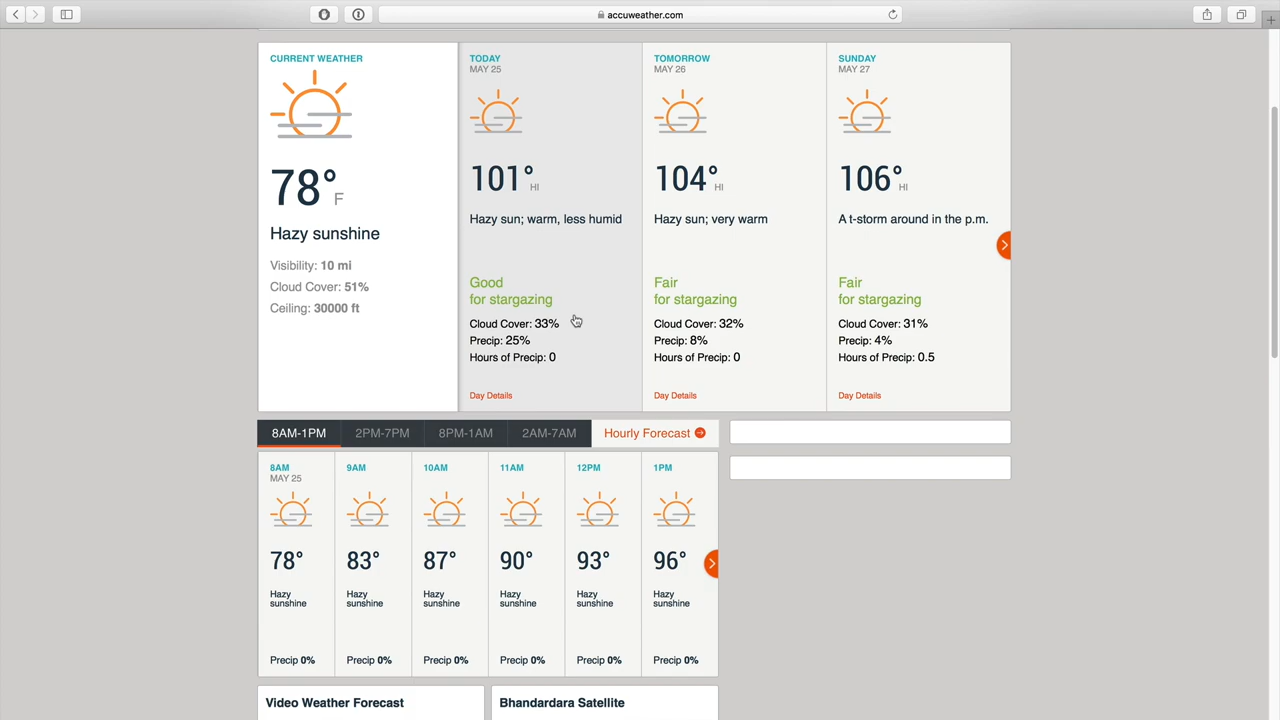 accuweather.com
CURRENT WEATHER
78° F
Hazy sunshine
Visibility: 10 mi
Cloud Cover: 51%
Ceiling: 30000 ft
TODAY
MAY 25
101° HI
Hazy sun; warm, less humid
Good
for stargazing
Cloud Cover: 33%
Precip: 25%
Hours of Precip: 0
Day Details
TOMORROW
MAY 26
104° HI
Hazy sun; very warm
Fair
for stargazing
Cloud Cover: 32%
Precip: 8%
Hours of Precip: 0
Day Details
SUNDAY
MAY 27
106° HI
A t-storm around in the p.m.
Fair
for stargazing
Cloud Cover: 31%
Precip: 4%
Hours of Precip: 0.5
Day Details
8AM-1PM 2PM-7PM 8PM-1AM 2AM-7AM Hourly Forecast
8AM
MAY 25
78°
Hazy
sunshine
Precip 0%
9AM
83°
Hazy
sunshine
Precip 0%
10AM
87°
Hazy
sunshine
Precip 0%
11AM
90°
Hazy
sunshine
Precip 0%
12PM
93°
Hazy
sunshine
Precip 0%
1PM
96°
Hazy
sunshine
Precip 0%
Video Weather Forecast
Bhandardara Satellite